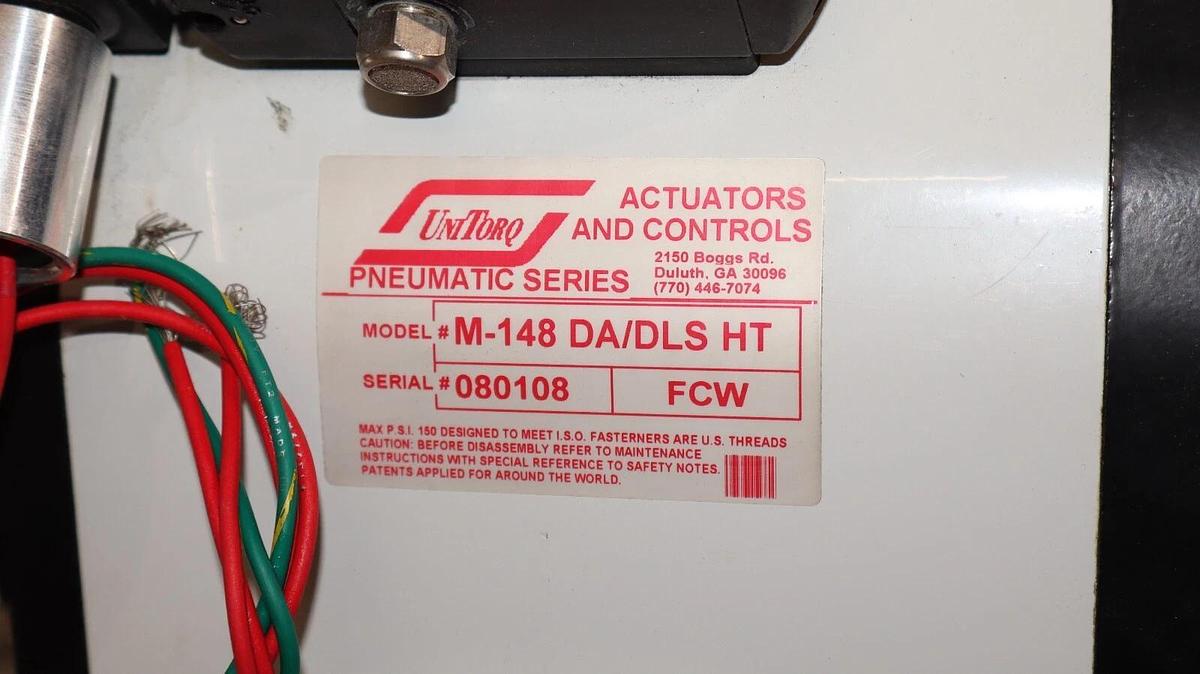 UNITORQ
ACTUATORS
AND CONTROLS
2150 Boggs Rd.
Duluth, GA 30096
(770) 446-7074
PNEUMATIC SERIES
MODEL # M-148 DA/DLS HT
SERIAL # 080108 FCW
MAX P.S.I. 150 DESIGNED TO MEET I.S.O. FASTERNERS ARE U.S. THREADS
CAUTION: BEFORE DISASSEMBLY REFER TO MAINTENANCE
INSTRUCTIONS WITH SPECIAL REFERENCE TO SAFETY NOTES.
PATENTS APPLIED FOR AROUND THE WORLD.